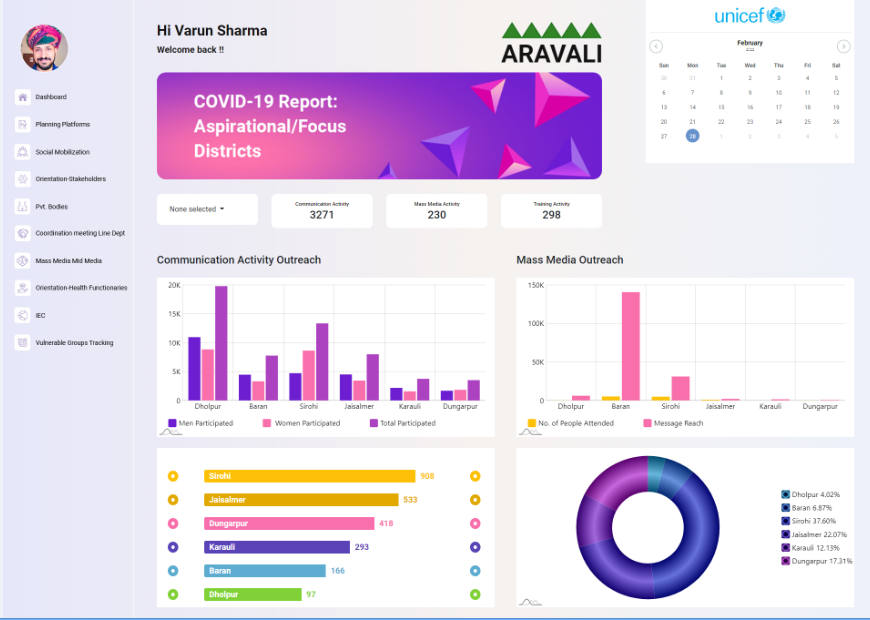 Hi Varun Sharma
Welcome back !!
ARAVALI
unicef
February
Sun Mon Tue Wed Thu Fri Sat
30 31 1 2 3 4 5
6 7 8 9 10 11 12
13 14 15 16 17 18 19
20 21 22 23 24 25 26
27 28 1 2 3 4 5
Dashboard
Planning Platforms
Social Mobilization
Orientation-Stakeholders
Pvt. Bodies
Coordination meeting Line Dept
Mass Media Mid Media
Orientation-Health Functionaries
IEC
Vulnerable Groups Tracking
COVID-19 Report:
Aspirational/Focus
Districts
None selected
Communication Activity
3271
Mass Media Activity
230
Training Activity
298
Communication Activity Outreach
20K
15K
10K
5K
0
Dholpur Baran Sirohi Jaisalmer Karauli Dungarpur
Men Participated Women Participated Total Participated
Mass Media Outreach
150K
100K
50K
0
Dholpur Baran Sirohi Jaisalmer Karauli Dungarpur
No. of People Attended Message Reach
Sirohi 908
Jaisalmer 533
Dungarpur 418
Karauli 293
Baran 166
Dholpur 97
Dholpur 4.02%
Baran 6.87%
Sirohi 37.60%
Jaisalmer 22.07%
Karauli 12.13%
Dungarpur 17.31%